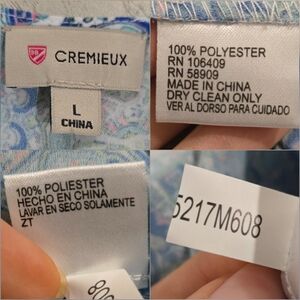 CREMIEUX
L
CHINA
100% POLYESTER
RN 106409
RN 58909
MADE IN CHINA
DRY CLEAN ONLY
VER AL DORSO PARA CUIDADO
100% POLIESTER
HECHO EN CHINA
LAVAR EN SECO SOLAMENTE
ZT
5217M608